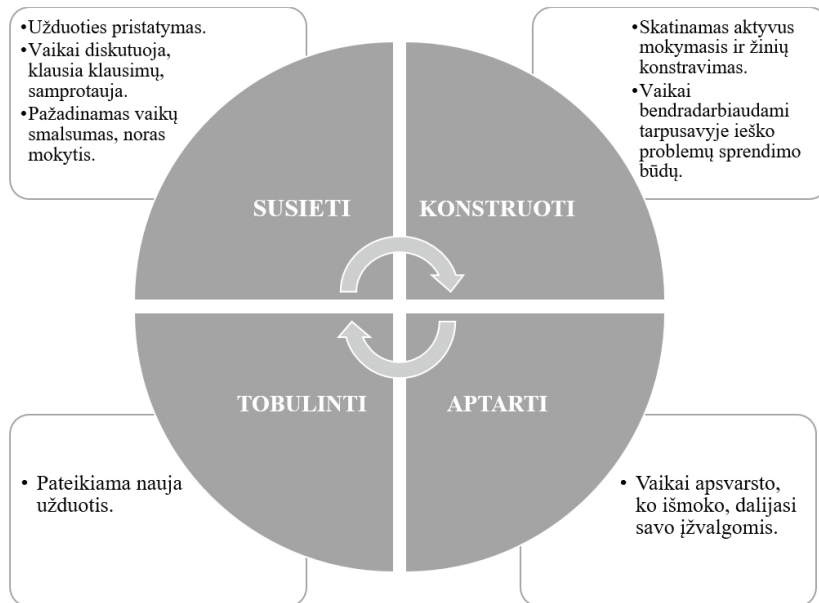 •Užduoties pristatymas.
•Vaikai diskutuoja,
klausia klausimų,
samprotauja.
•Pažadinamas vaikų
smalsumas, noras
mokytis.
•Skatinamas aktyvus
mokymasis ir žinių
konstravimas.
•Vaikai
bendradarbiaudami
tarpusavyje ieško
problemų sprendimo
būdų.
SUSIETI
KONSTRUOTI
TOBULINTI
APTARTI
• Pateikiama nauja
užduotis.
• Vaikai apsvarsto,
ko išmoko, dalijasi
savo įžvalgomis.